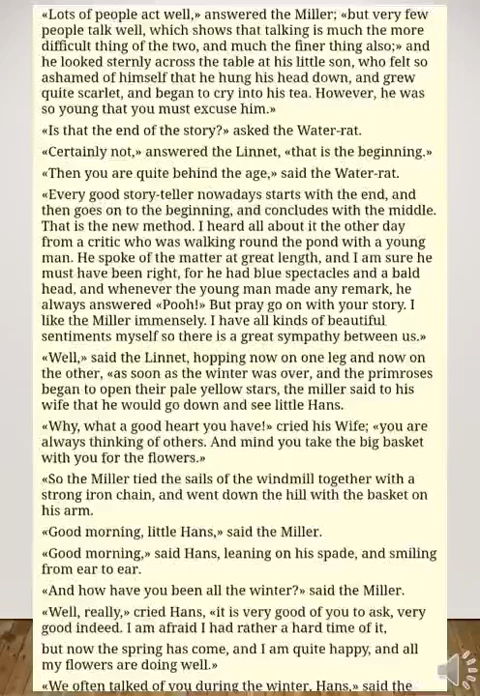 «Lots of people act well,» answered the Miller; «but very few
people talk well, which shows that talking is much the more
difficult thing of the two, and much the finer thing also;» and
he looked sternly across the table at his little son, who felt so
ashamed of himself that he hung his head down, and grew
quite scarlet, and began to cry into his tea. However, he was
so young that you must excuse him.»
«Is that the end of the story?» asked the Water-rat.
«Certainly not,» answered the Linnet, «that is the beginning.»
«Then you are quite behind the age,» said the Water-rat.
«Every good story-teller nowadays starts with the end, and
then goes on to the beginning, and concludes with the middle.
That is the new method. I heard all about it the other day
from a critic who was walking round the pond with a young
man. He spoke of the matter at great length, and I am sure he
must have been right, for he had blue spectacles and a bald
head, and whenever the young man made any remark, he
always answered «Pooh!» But pray go on with your story. I
like the Miller immensely. I have all kinds of beautiful
sentiments myself so there is a great sympathy between us.»
«Well,» said the Linnet, hopping now on one leg and now on
the other, «as soon as the winter was over, and the primroses
began to open their pale yellow stars, the miller said to his
wife that he would go down and see little Hans.
«Why, what a good heart you have!» cried his Wife; «you are
always thinking of others. And mind you take the big basket
with you for the flowers.»
«So the Miller tied the sails of the windmill together with a
strong iron chain, and went down the hill with the basket on
his arm.
«Good morning, little Hans,» said the Miller.
«Good morning,» said Hans, leaning on his spade, and smiling
from ear to ear.
«And how have you been all the winter?» said the Miller.
«Well, really,» cried Hans, «it is very good of you to ask, very
good indeed. I am afraid I had rather a hard time of it,
but now the spring has come, and I am quite happy, and all
my flowers are doing well.»
«We often talked of you during the winter, Hans,» said the